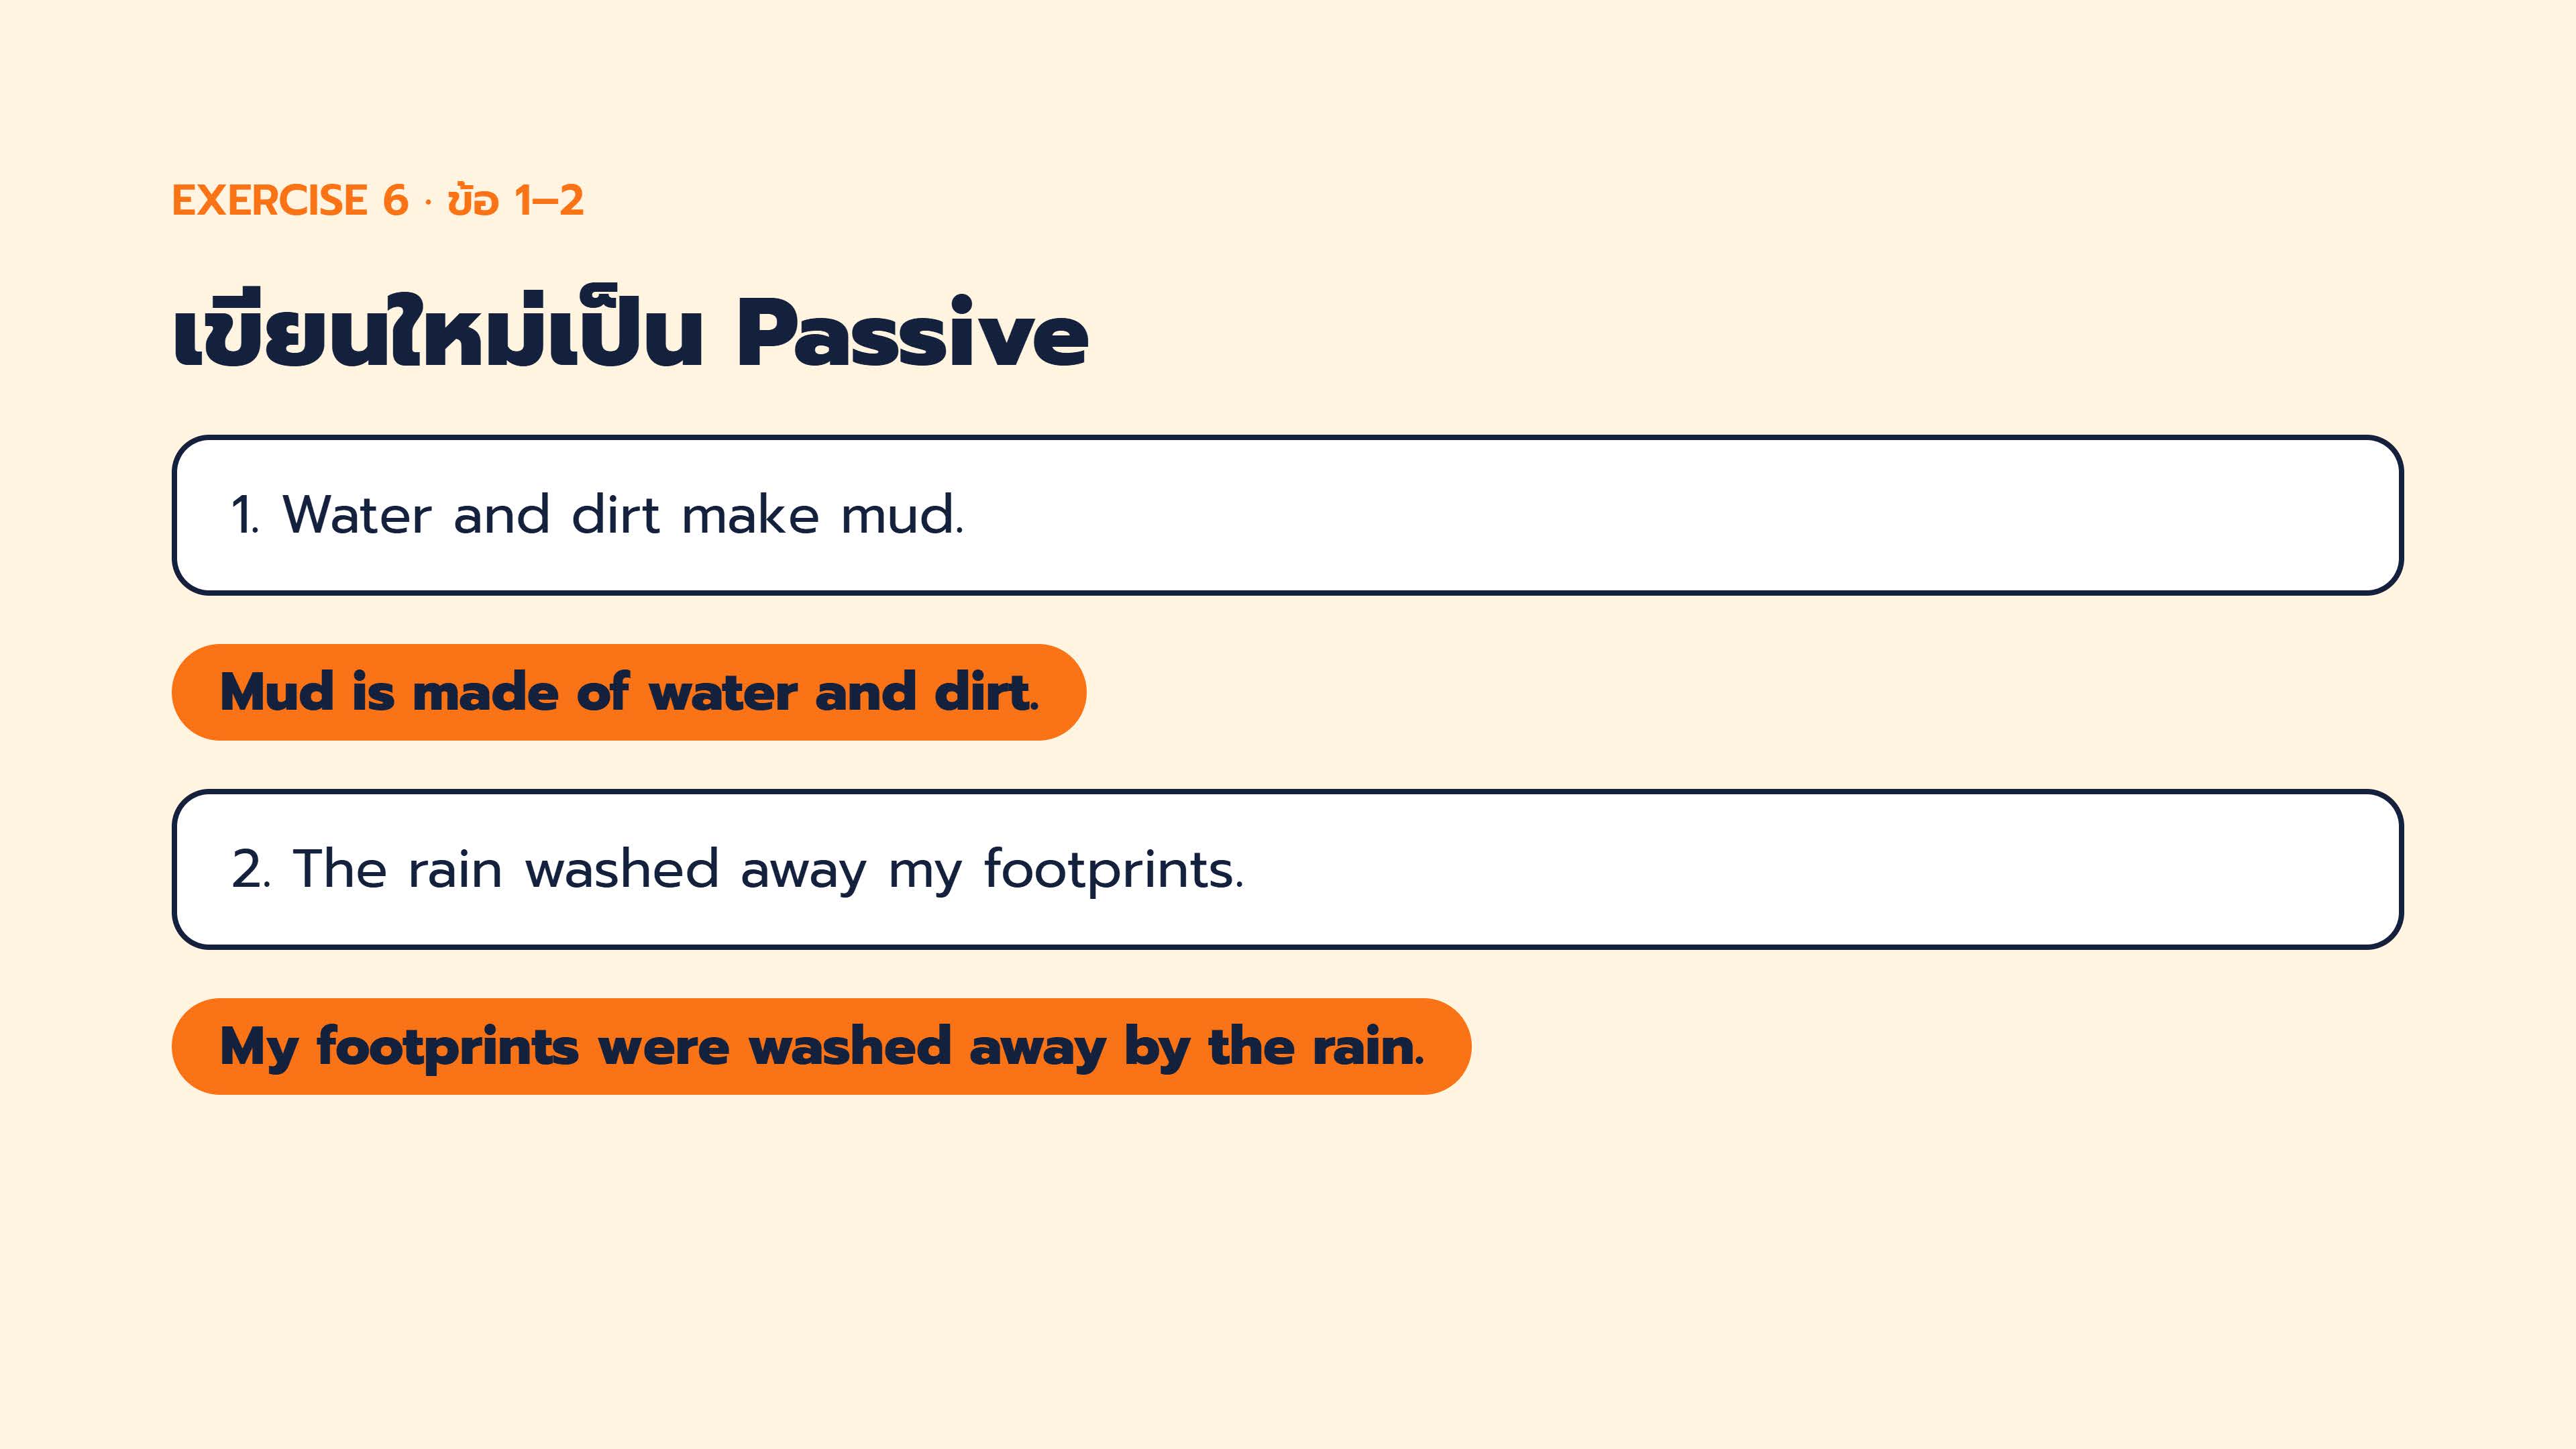 EXERCISE 6 · ข้อ 1–2
เขียนใหม่เป็น Passive
1. Water and dirt make mud.
Mud is made of water and dirt.
2. The rain washed away my footprints.
My footprints were washed away by the rain.